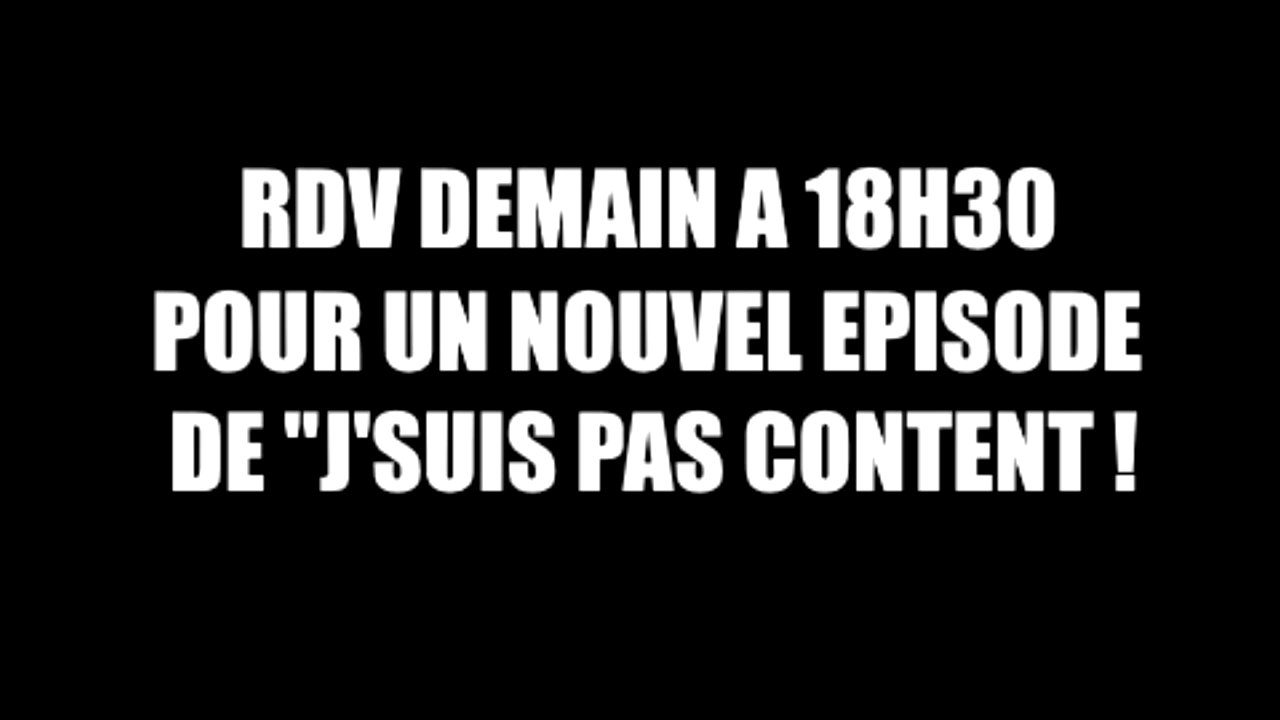 RDV DEMAIN A 18H30
POUR UN NOUVEL EPISODE
DE "J'SUIS PAS CONTENT !